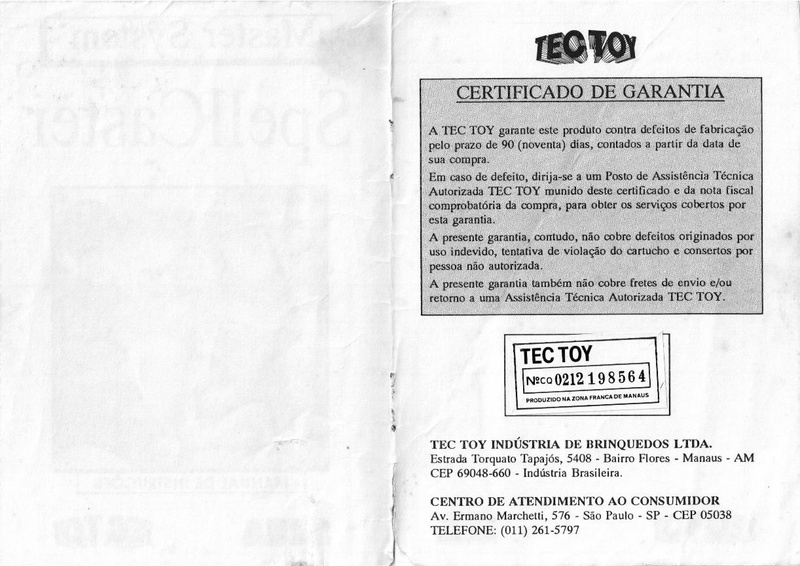 Master System
SpellCaster
MANUAL DE INSTRUÇÕES
TEC TOY
CERTIFICADO DE GARANTIA
A TEC TOY garante este produto contra defeitos de fabricação
pelo prazo de 90 (noventa) dias, contados a partir da data de
sua compra.
Em caso de defeito, dirija-se a um Posto de Assistência Técnica
Autorizada TEC TOY munido deste certificado e da nota fiscal
comprobatória da compra, para obter os serviços cobertos por
esta garantia.
A presente garantia, contudo, não cobre defeitos originados por
uso indevido, tentativa de violação do cartucho e consertos por
pessoa não autorizada.
A presente garantia também não cobre fretes de envio e/ou
retorno a uma Assistência Técnica Autorizada TEC TOY.
TEC TOY
NºCQ 0212 198564
PRODUZIDO NA ZONA FRANCA DE MANAUS
TEC TOY INDÚSTRIA DE BRINQUEDOS LTDA.
Estrada Torquato Tapajós, 5408 - Bairro Flores - Manaus - AM
CEP 69048-660 - Indústria Brasileira.
CENTRO DE ATENDIMENTO AO CONSUMIDOR
Av. Ermano Marchetti, 576 - São Paulo - SP - CEP 05038
TELEFONE: (011) 261-5797